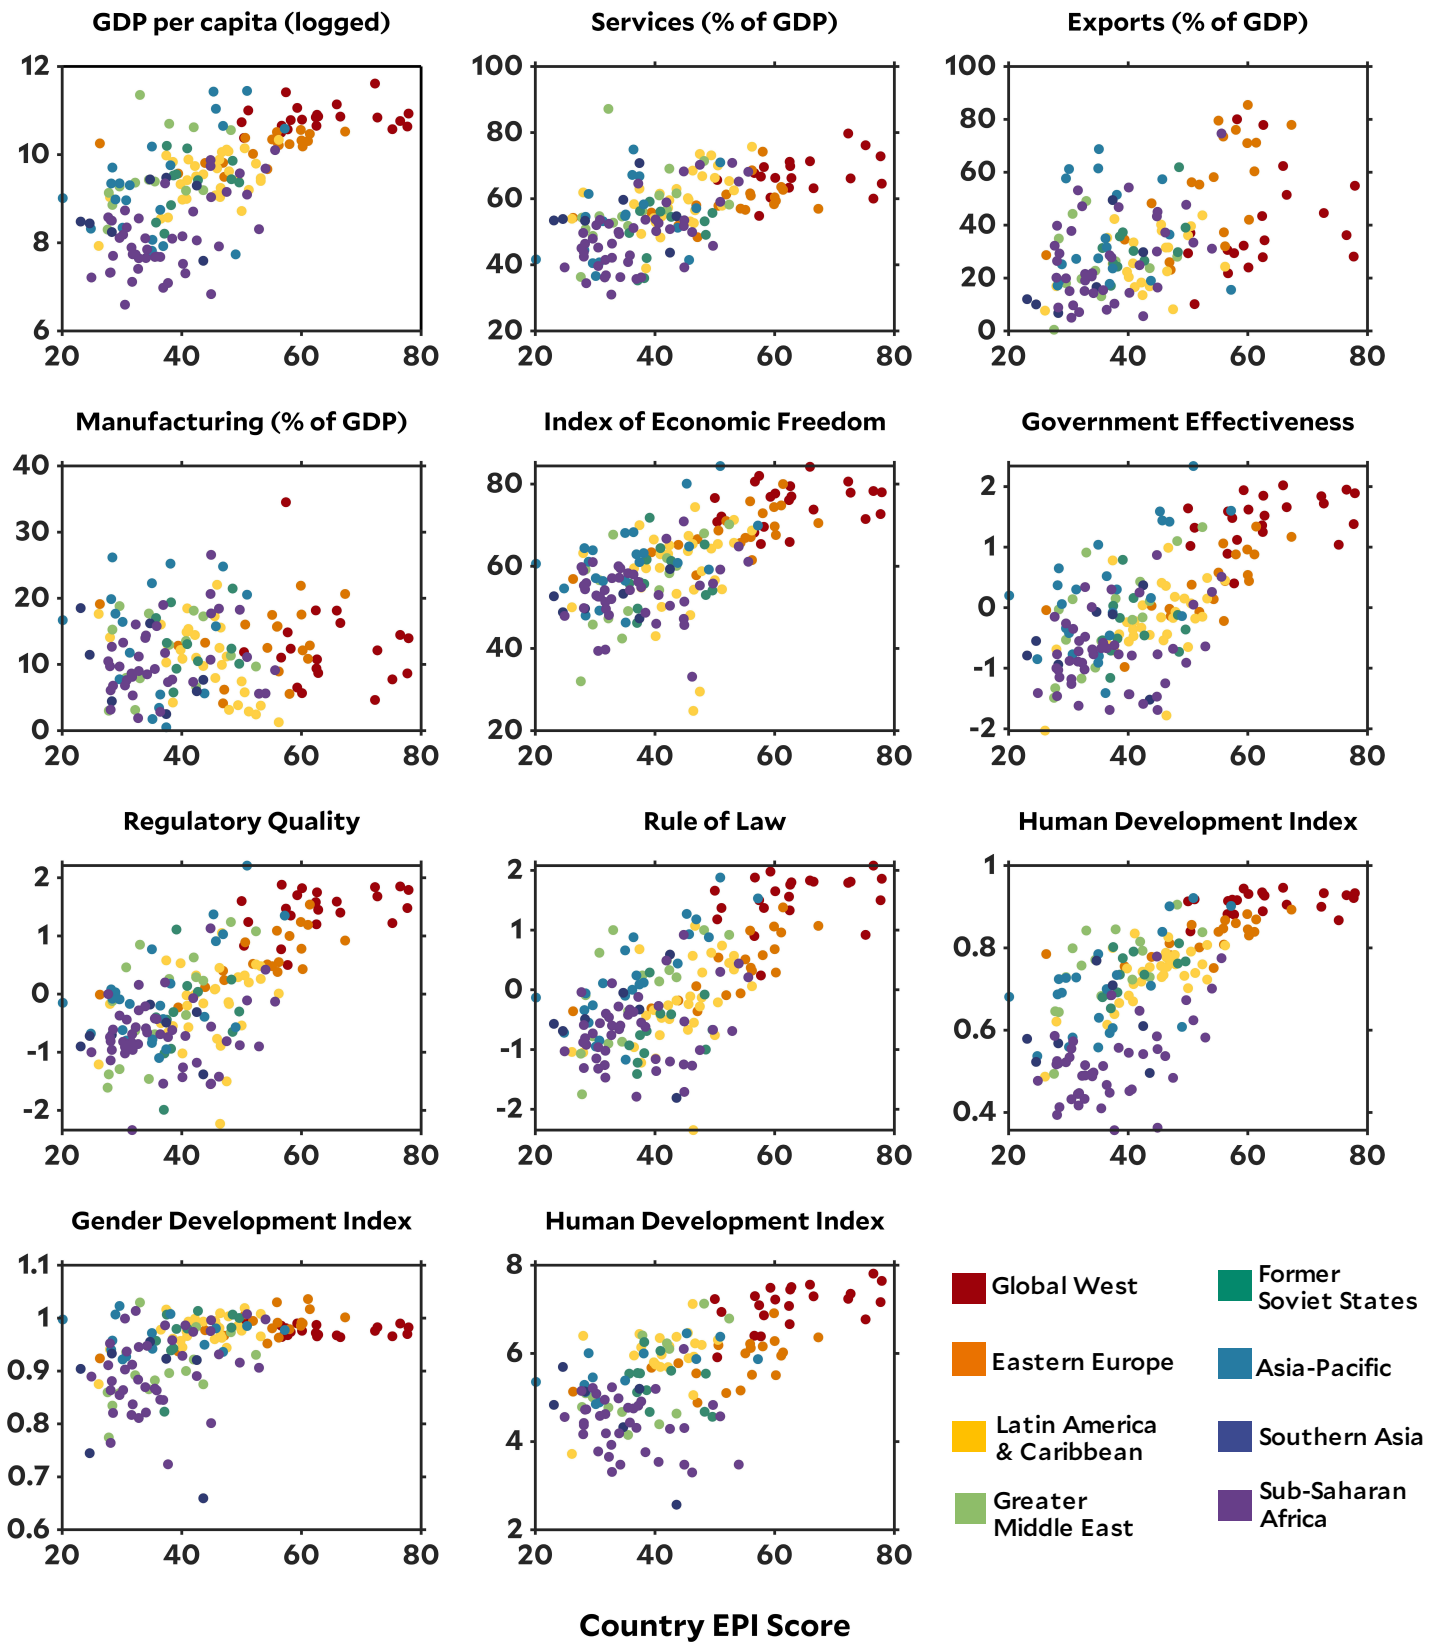 GDP per capita (logged)
12
10
8
6
20 40 60 80
Services (% of GDP)
100
80
60
40
20
20 40 60 80
Exports (% of GDP)
100
80
60
40
20
0
20 40 60 80
Manufacturing (% of GDP)
40
30
20
10
0
20 40 60 80
Index of Economic Freedom
80
60
40
20
20 40 60 80
Government Effectiveness
2
1
0
-1
-2
20 40 60 80
Regulatory Quality
2
1
0
-1
-2
20 40 60 80
Rule of Law
2
1
0
-1
-2
20 40 60 80
Human Development Index
1
0.8
0.6
0.4
20 40 60 80
Gender Development Index
1.1
1
0.9
0.8
0.7
0.6
20 40 60 80
Human Development Index
8
6
4
2
20 40 60 80
Global West
Eastern Europe
Latin America
& Caribbean
Greater
Middle East
Former
Soviet States
Asia-Pacific
Southern Asia
Sub-Saharan
Africa
Country EPI Score